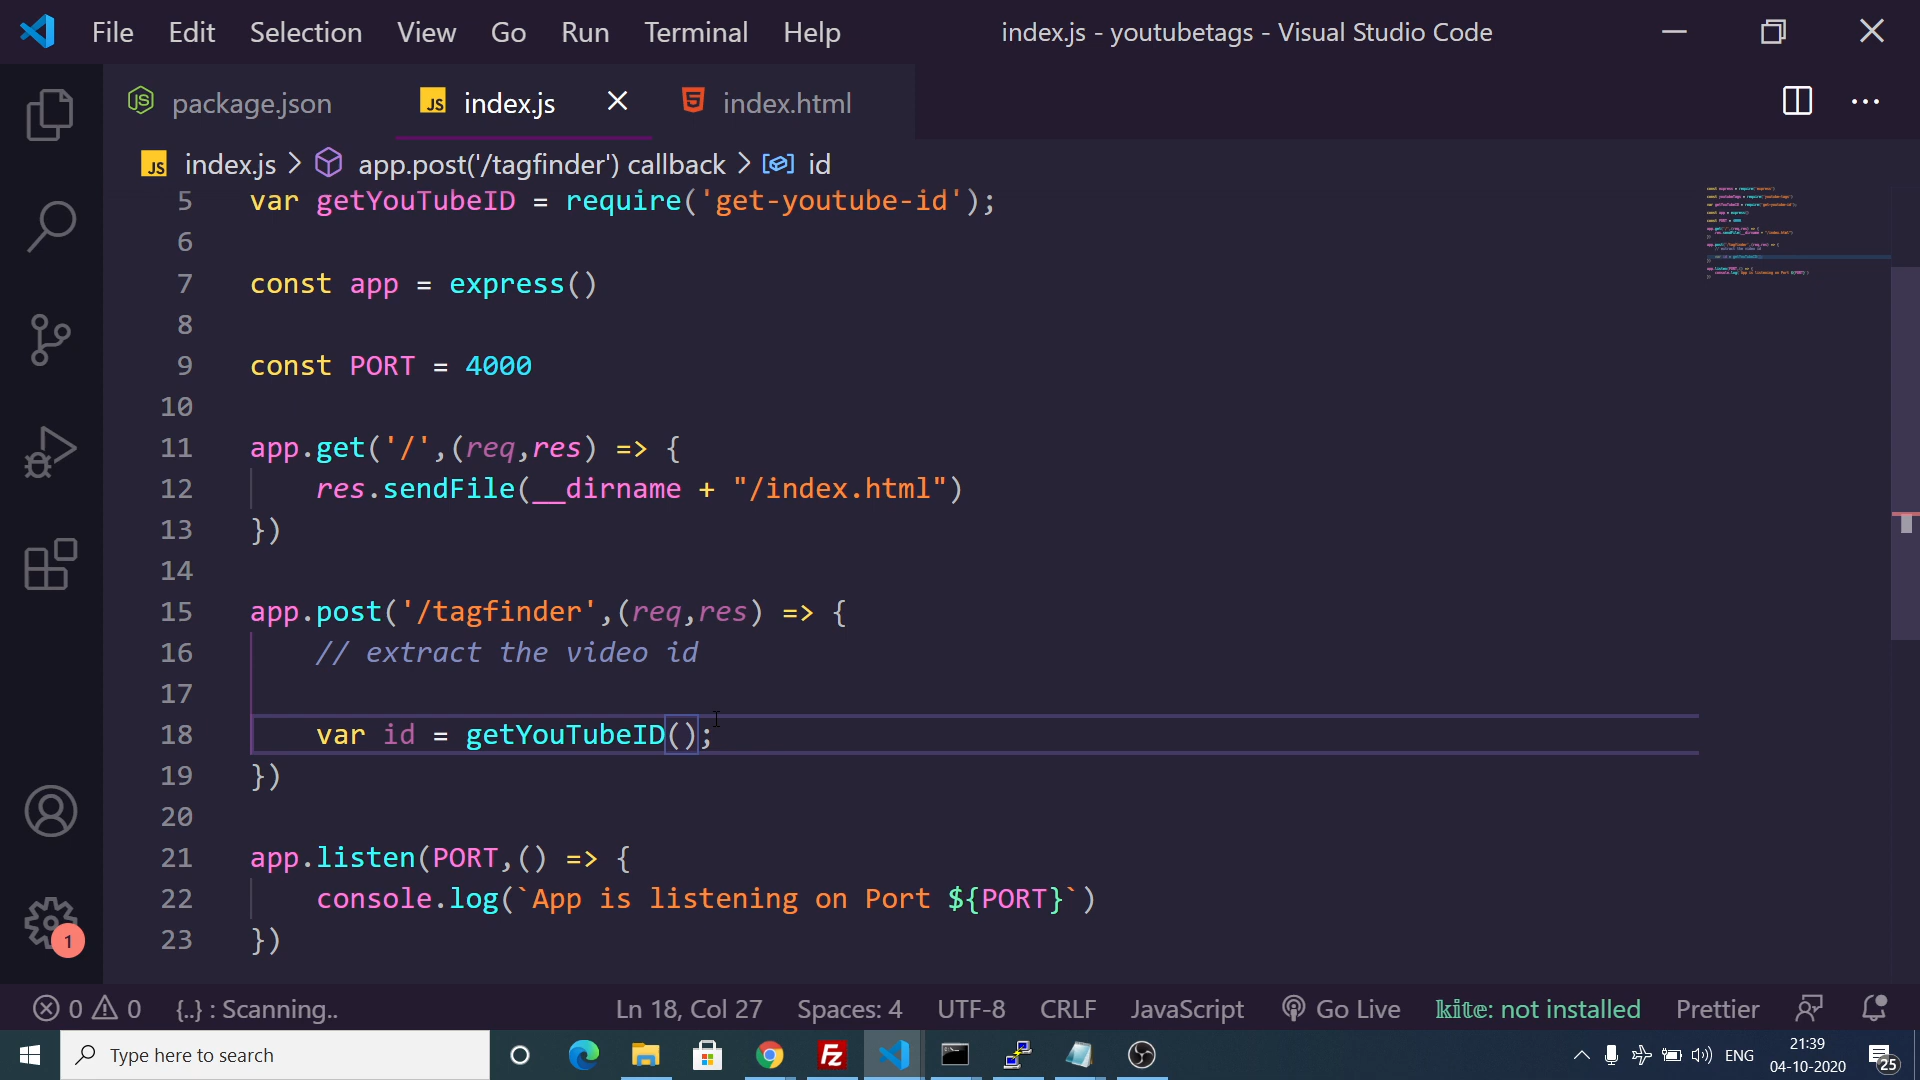 File Edit Selection View Go Run Terminal Help index.js - youtubetags - Visual Studio Code
package.json JS index.js index.html
JS index.js > app.post('/tagfinder') callback > id
5 var getYouTubeID = require('get-youtube-id');
6
7 const app = express()
8
9 const PORT = 4000
10
11 app.get('/',(req,res) => {
12 res.sendFile(__dirname + "/index.html")
13 })
14
15 app.post('/tagfinder',(req,res) => {
16 // extract the video id
17
18 var id = getYouTubeID();
19 })
20
21 app.listen(PORT,() => {
22 console.log(`App is listening on Port ${PORT}`)
23 })
1
0 0 {..} : Scanning.. Ln 18, Col 27 Spaces: 4 UTF-8 CRLF JavaScript Go Live kite: not installed Prettier
Type here to search ENG 21:39
04-10-2020 25